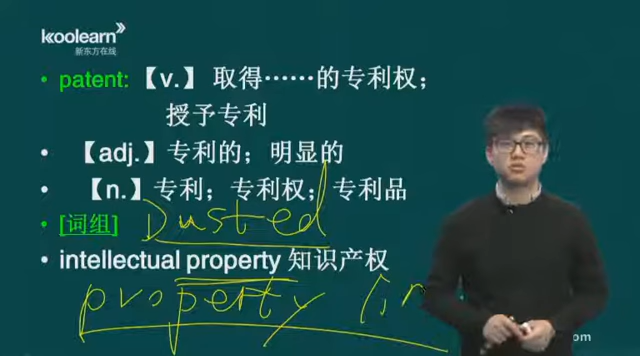 koolearn
新东方在线
• patent:【v.】取得……的专利权；
授予专利
• 【adj.】专利的；明显的
• 【n.】专利；专利权；专利品
• [词组] Dusted
• intellectual property 知识产权
property
om